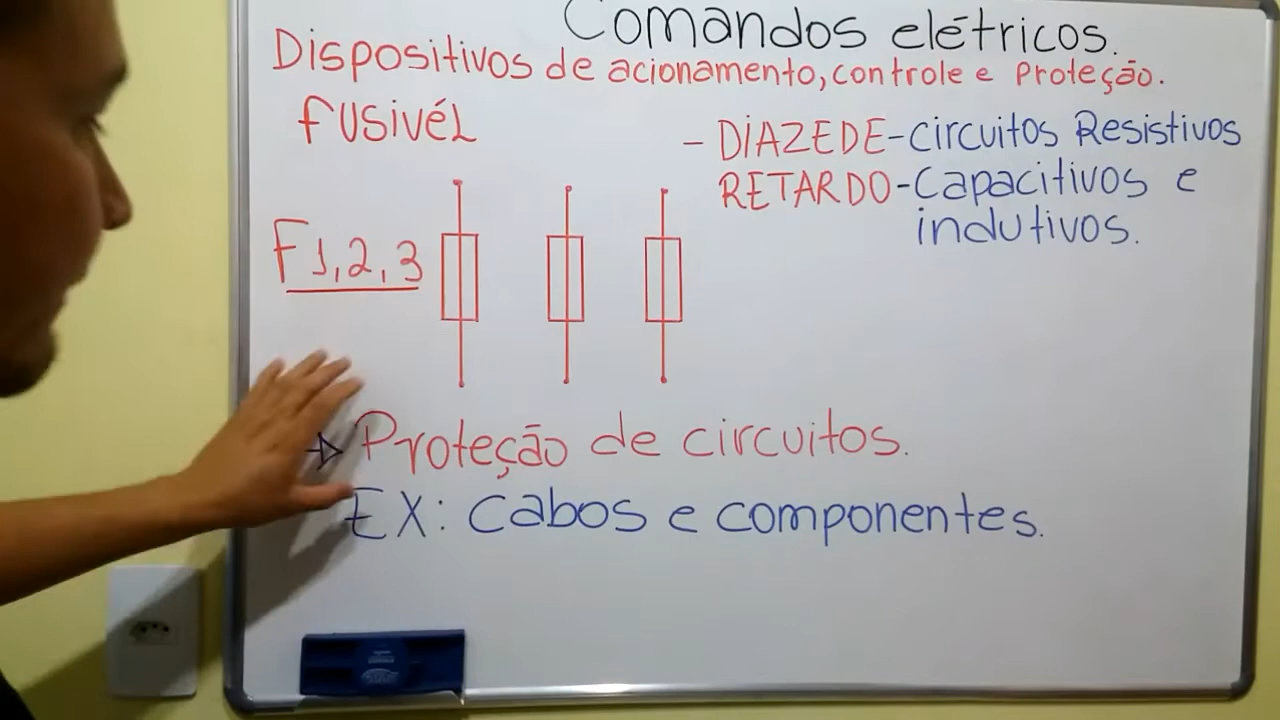 Comandos elétricos.
Dispositivos de acionamento, controle e Proteção.
fusivél
- DIAZEDE-circuitos Resistivos
RETARDO-Capacitivos e
indutivos.
F1,2,3
Proteção de circuitos.
EX: Cabos e componentes.